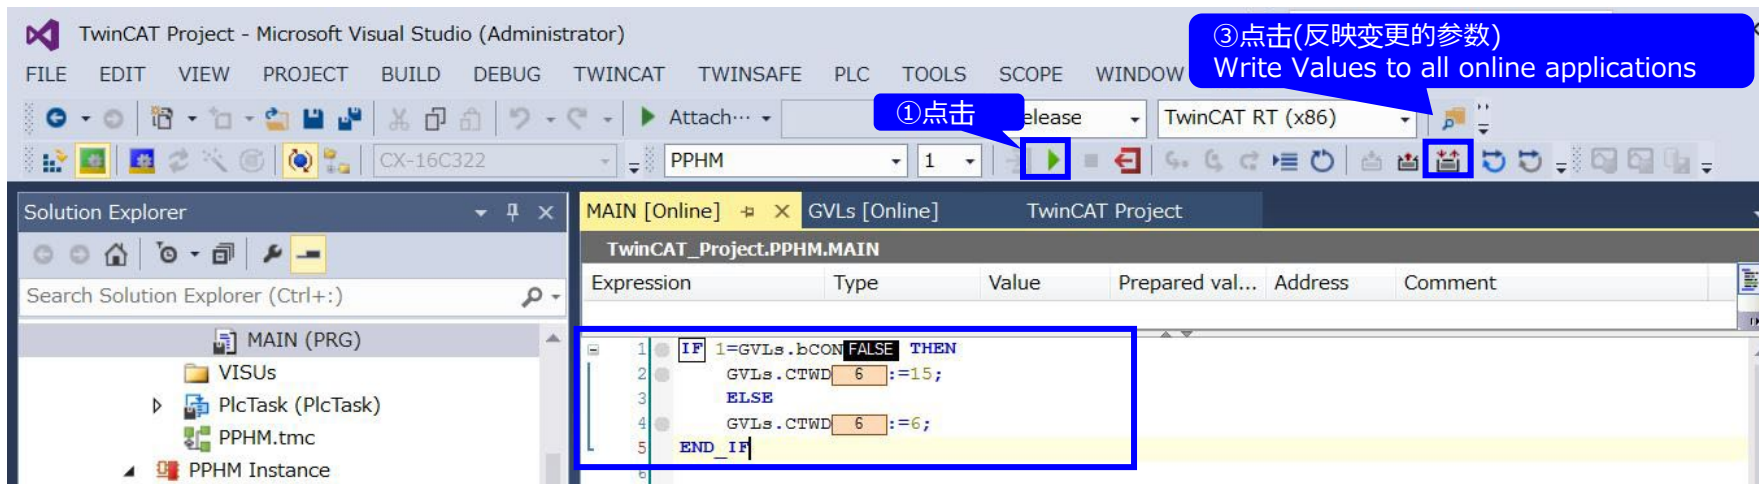 TwinCAT Project - Microsoft Visual Studio (Administrator)
③点击(反映变更的参数)
Write Values to all online applications
FILE EDIT VIEW PROJECT BUILD DEBUG TWINCAT TWINSAFE PLC TOOLS SCOPE WINDOW
Attach… ①点击 elease TwinCAT RT (x86)
CX-16C322 PPHM 1
Solution Explorer
MAIN [Online] GVLs [Online] TwinCAT Project
TwinCAT_Project.PPHM.MAIN
Search Solution Explorer (Ctrl+;)
Expression Type Value Prepared val... Address Comment
MAIN (PRG)
VISUs
PlcTask (PlcTask)
PPHM.tmc
PPHM Instance
1 IF 1=GVLs.bCON FALSE THEN
2 GVLs.CTWD 6 :=15;
3 ELSE
4 GVLs.CTWD 6 :=6;
5 END_IF
6